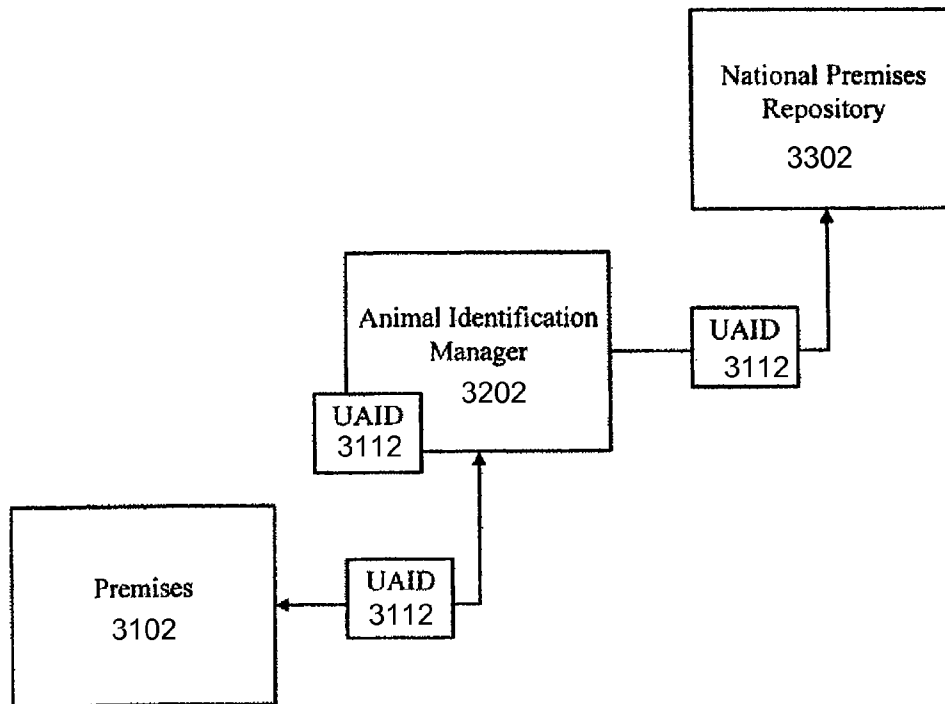 National Premises
Repository
3302
Animal Identification
Manager
3202
UAID
3112
UAID
3112
Premises
3102
UAID
3112